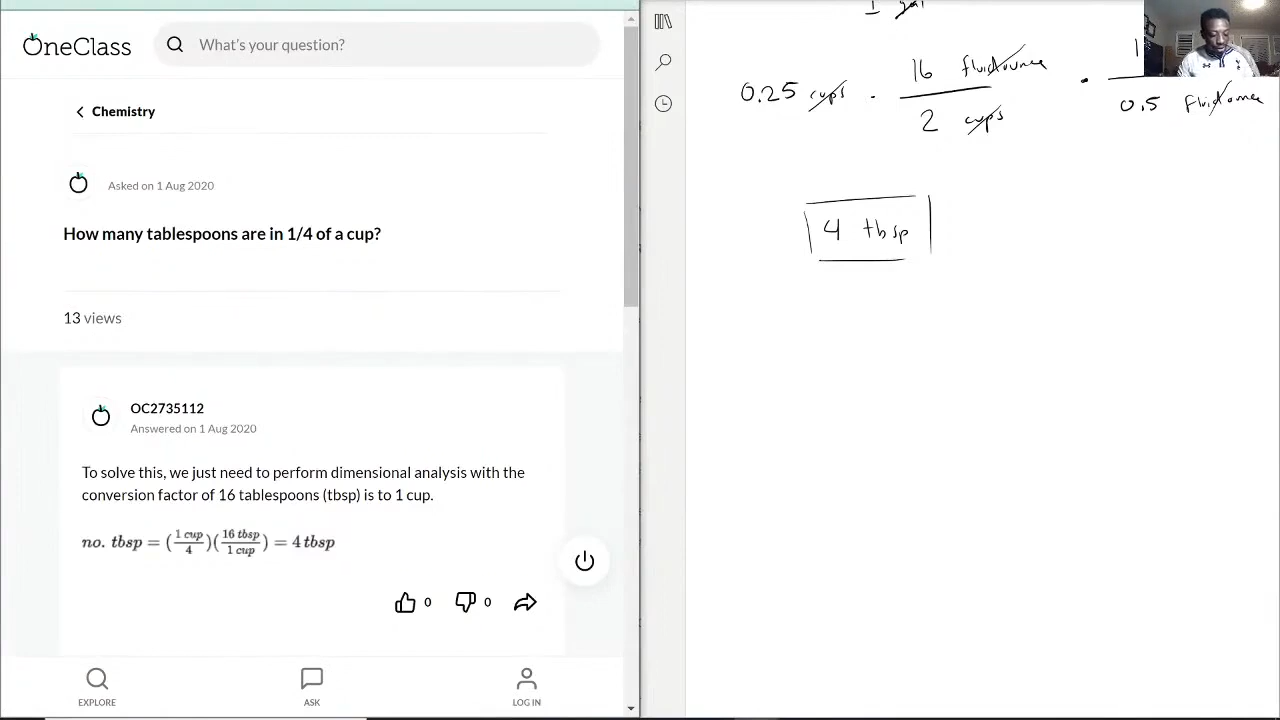 OneClass
What's your question?
Chemistry
Asked on 1 Aug 2020
How many tablespoons are in 1/4 of a cup?
13 views
OC2735112
Answered on 1 Aug 2020
To solve this, we just need to perform dimensional analysis with the
conversion factor of 16 tablespoons (tbsp) is to 1 cup.
no. tbsp = (1 cup/4)(16 tbsp/1 cup) = 4 tbsp
0
0
EXPLORE
ASK
LOG IN
1 gal
0.25 cups · 16 fluid ounce / 2 cups · 1 / 0.5 fluid ounce
4 tbsp